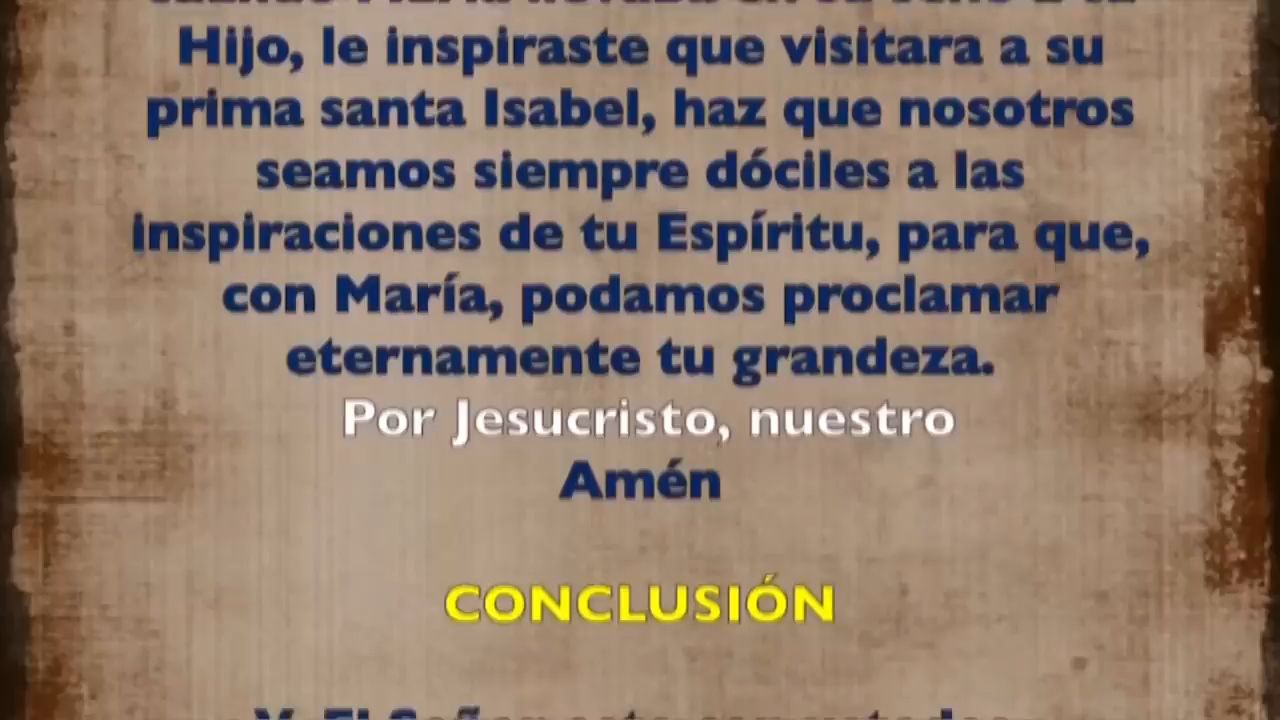 Hijo, le inspiraste que visitara a su
prima santa Isabel, haz que nosotros
seamos siempre dóciles a las
inspiraciones de tu Espíritu, para que,
con María, podamos proclamar
eternamente tu grandeza.
Por Jesucristo, nuestro
Amén
CONCLUSIÓN